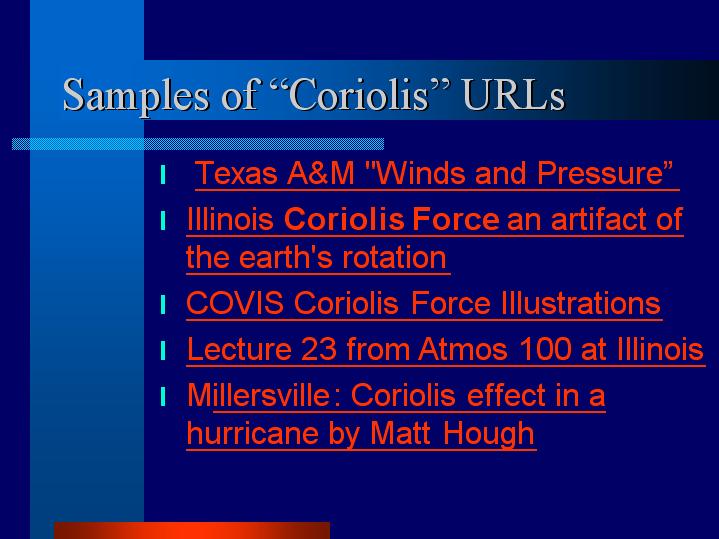 Samples of “Coriolis” URLs
Texas A&M "Winds and Pressure”
Illinois Coriolis Force an artifact of
the earth's rotation
COVIS Coriolis Force Illustrations
Lecture 23 from Atmos 100 at Illinois
Millersville: Coriolis effect in a
hurricane by Matt Hough